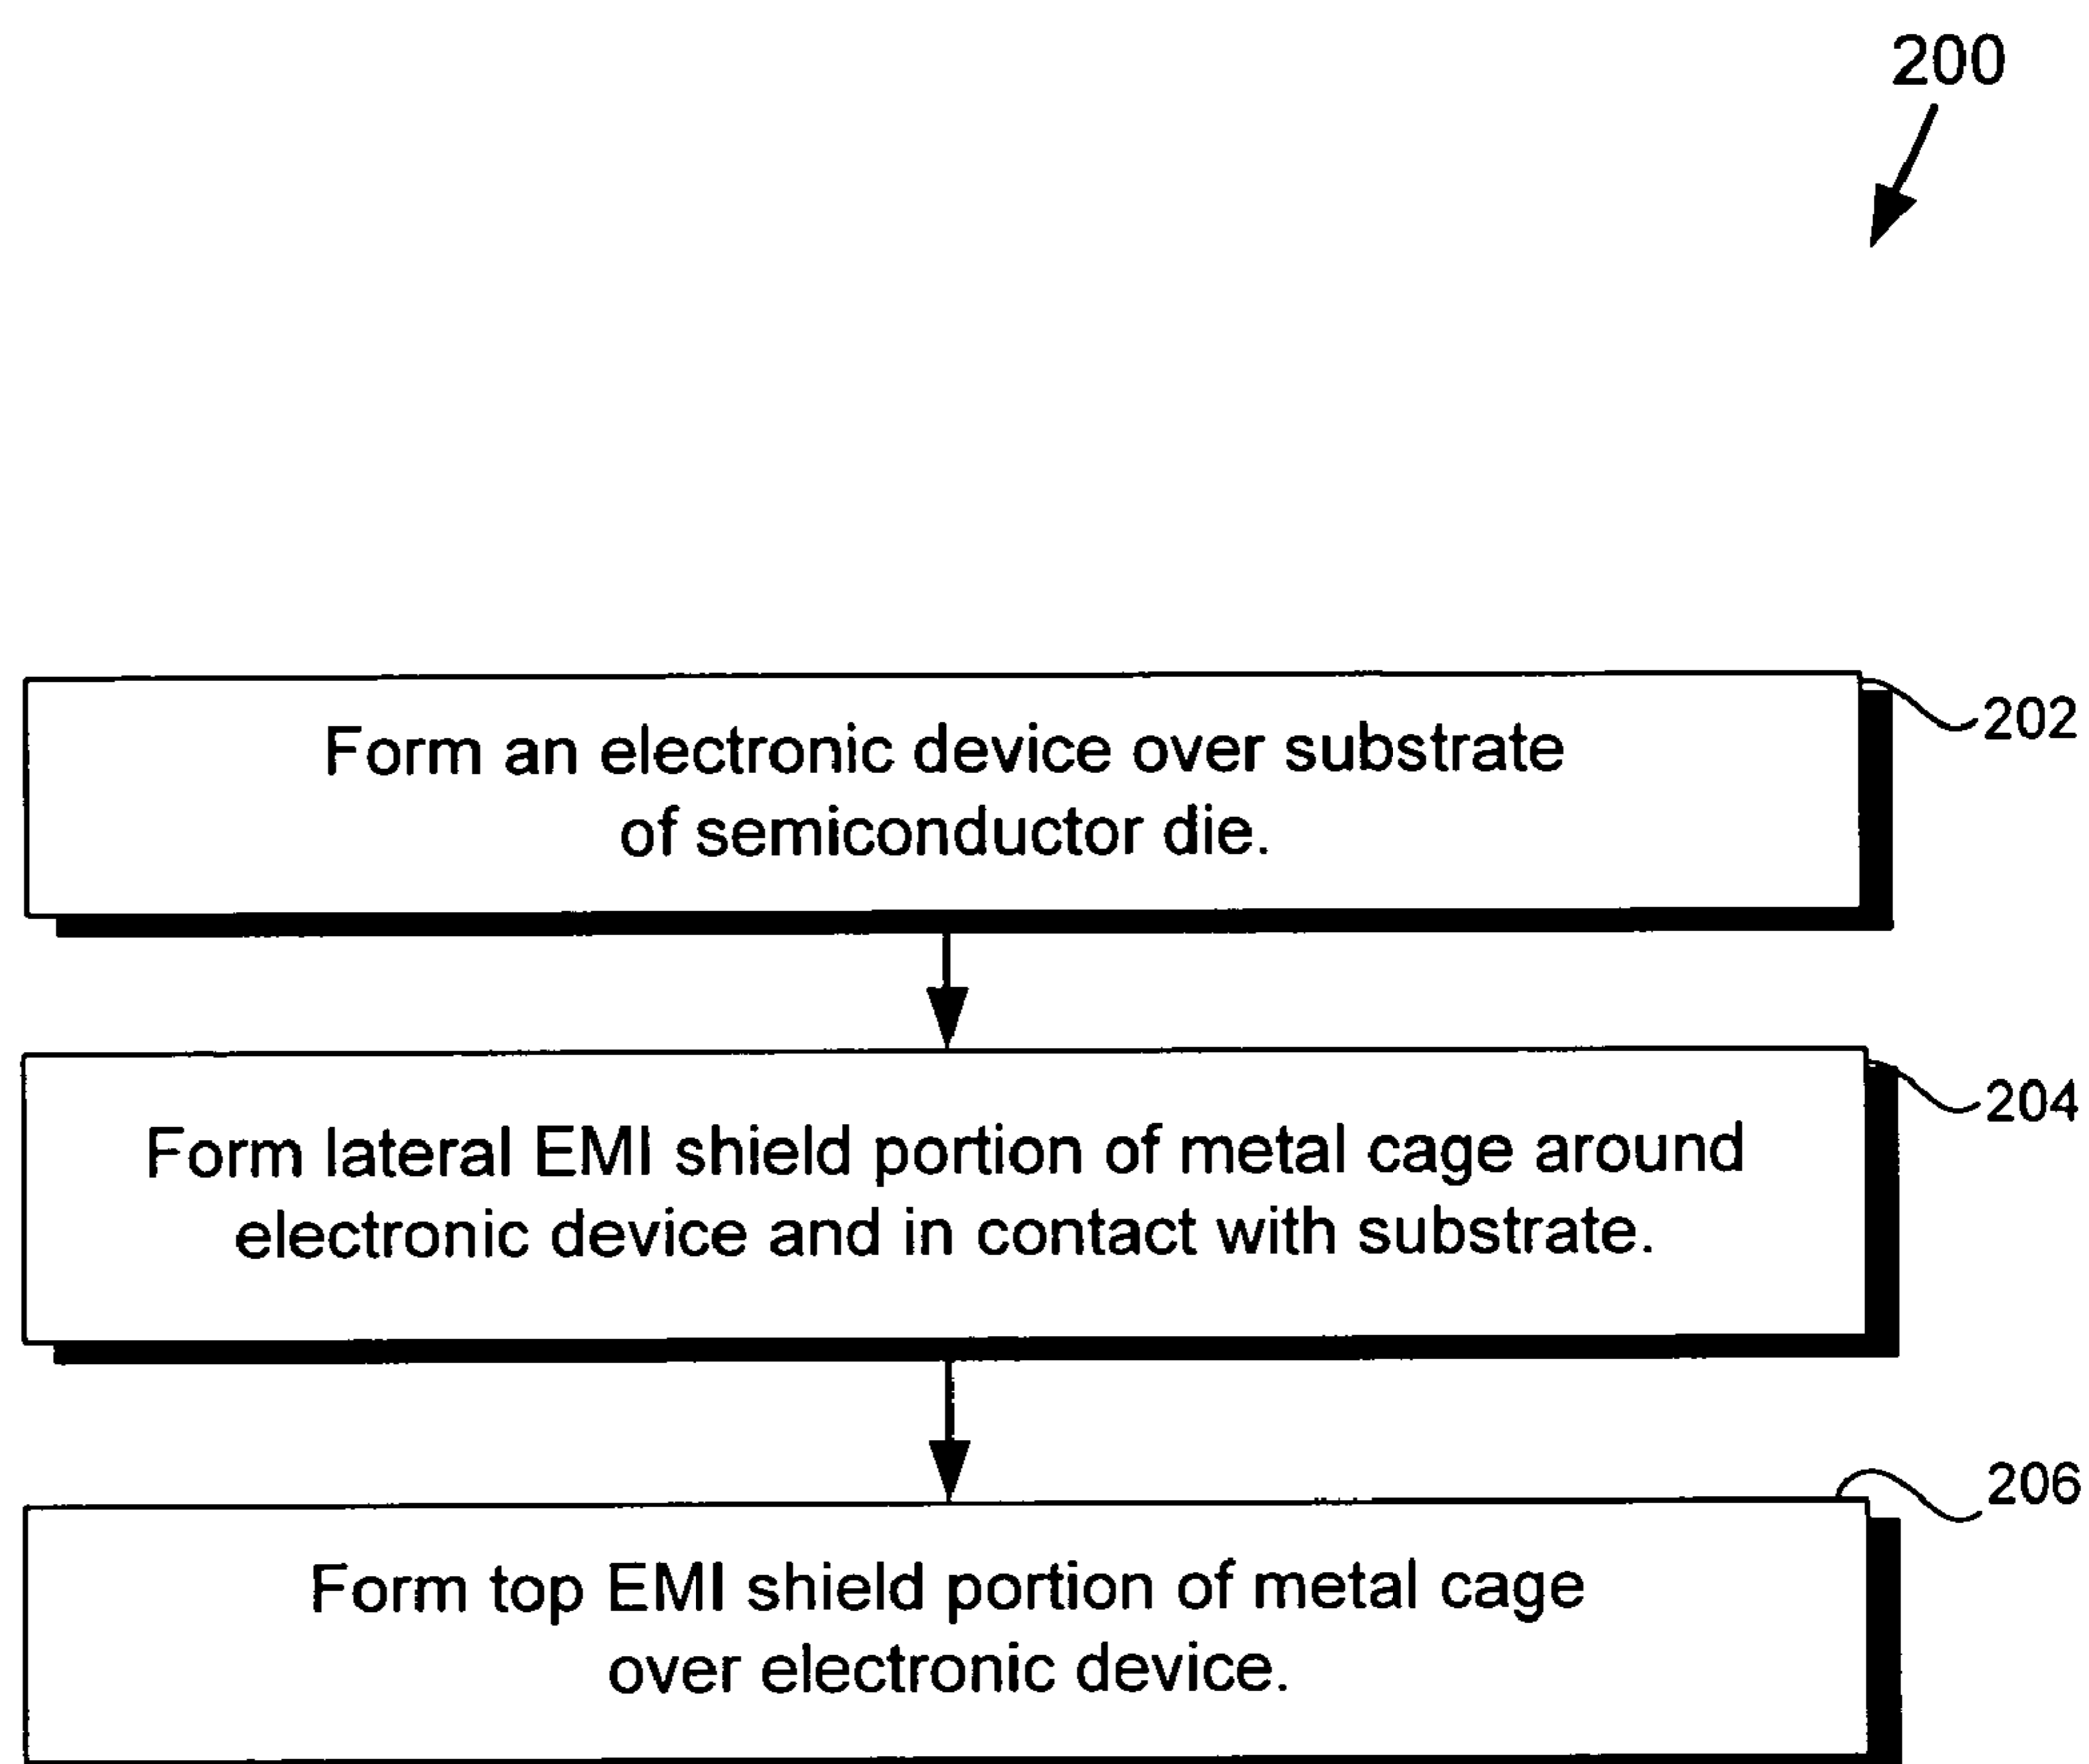 200
Form an electronic device over substrate
of semiconductor die.
202
Form lateral EMI shield portion of metal cage around
electronic device and in contact with substrate.
204
Form top EMI shield portion of metal cage
over electronic device.
206